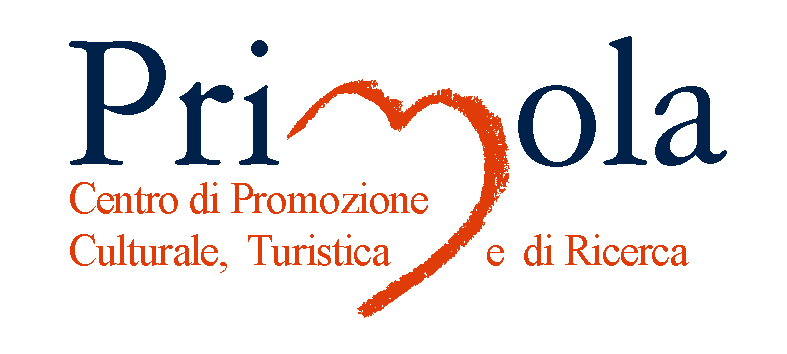 Primola
Centro di Promozione
Culturale, Turistica e di Ricerca